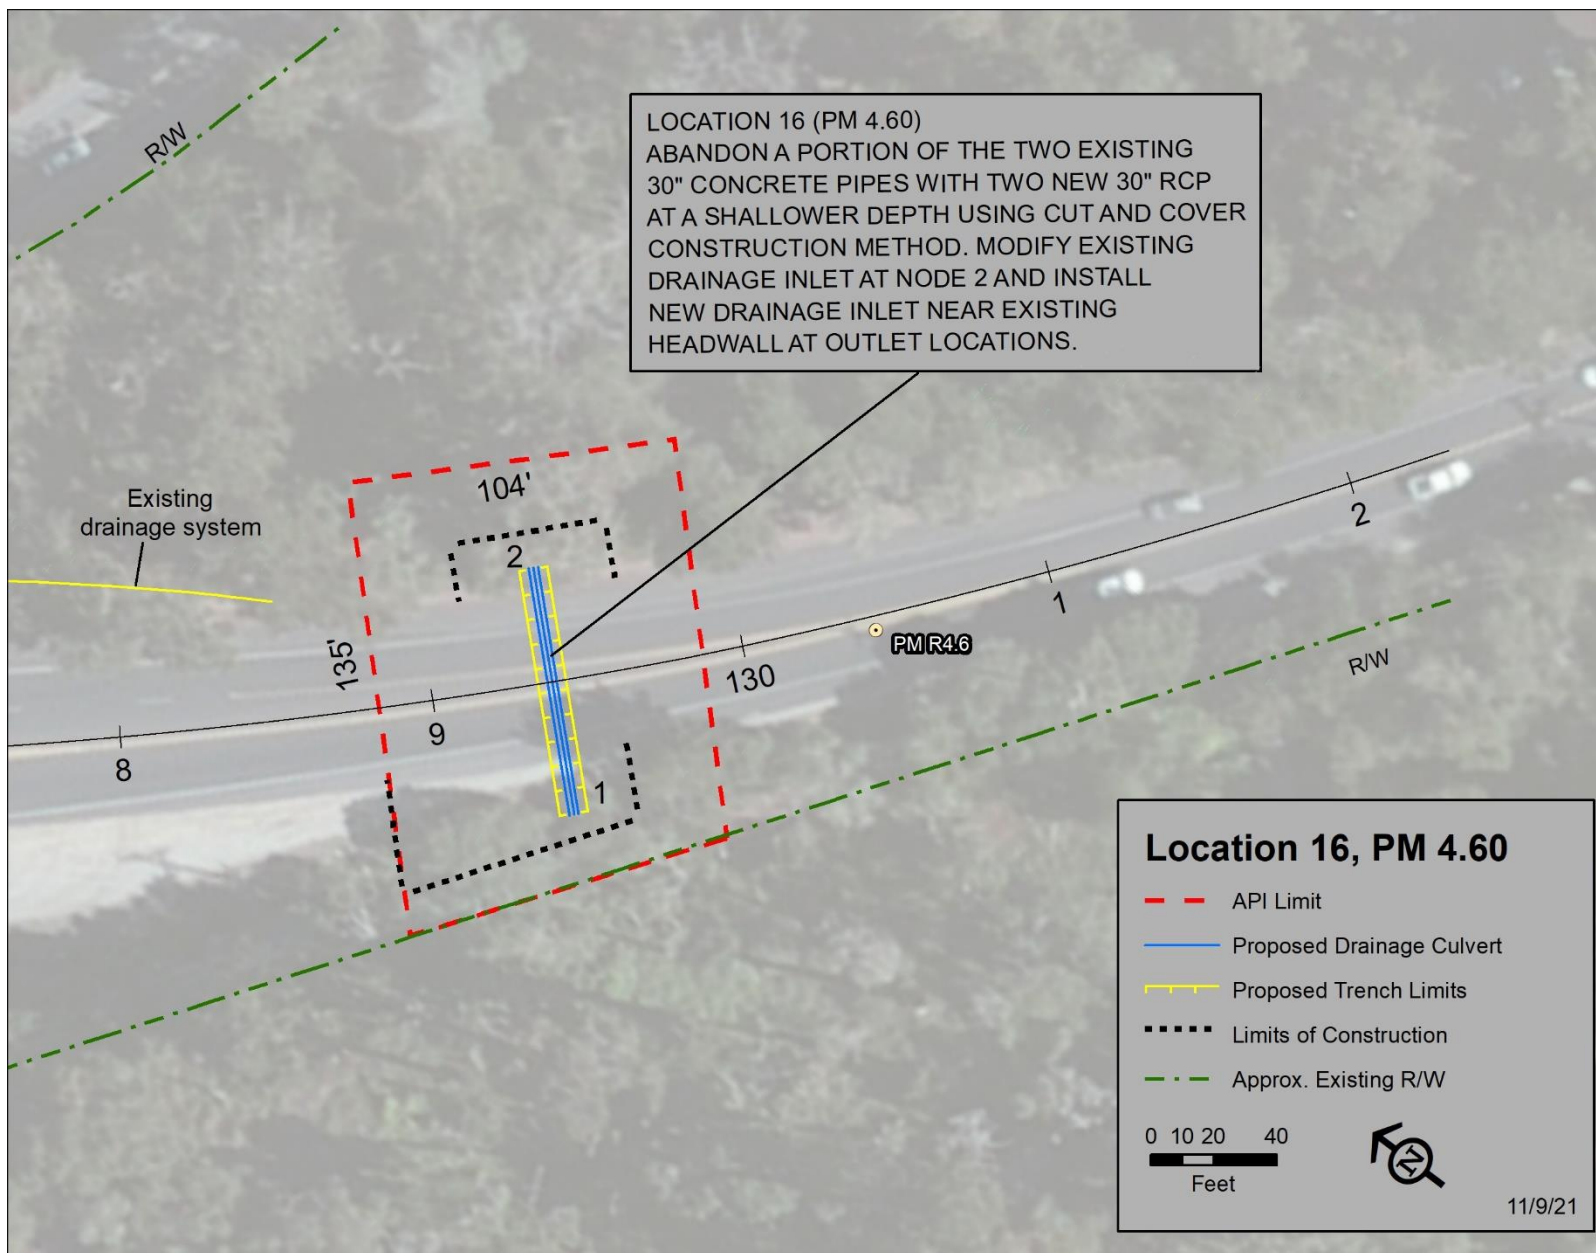 R/W
LOCATION 16 (PM 4.60)
ABANDON A PORTION OF THE TWO EXISTING
30" CONCRETE PIPES WITH TWO NEW 30" RCP
AT A SHALLOWER DEPTH USING CUT AND COVER
CONSTRUCTION METHOD. MODIFY EXISTING
DRAINAGE INLET AT NODE 2 AND INSTALL
NEW DRAINAGE INLET NEAR EXISTING
HEADWALL AT OUTLET LOCATIONS.
104'
Existing
drainage system
2
2
1
PM R4.6
R/W
135'
130
9
8
1
Location 16, PM 4.60
API Limit
Proposed Drainage Culvert
Proposed Trench Limits
Limits of Construction
Approx. Existing R/W
0 10 20 40
Feet
N
11/9/21